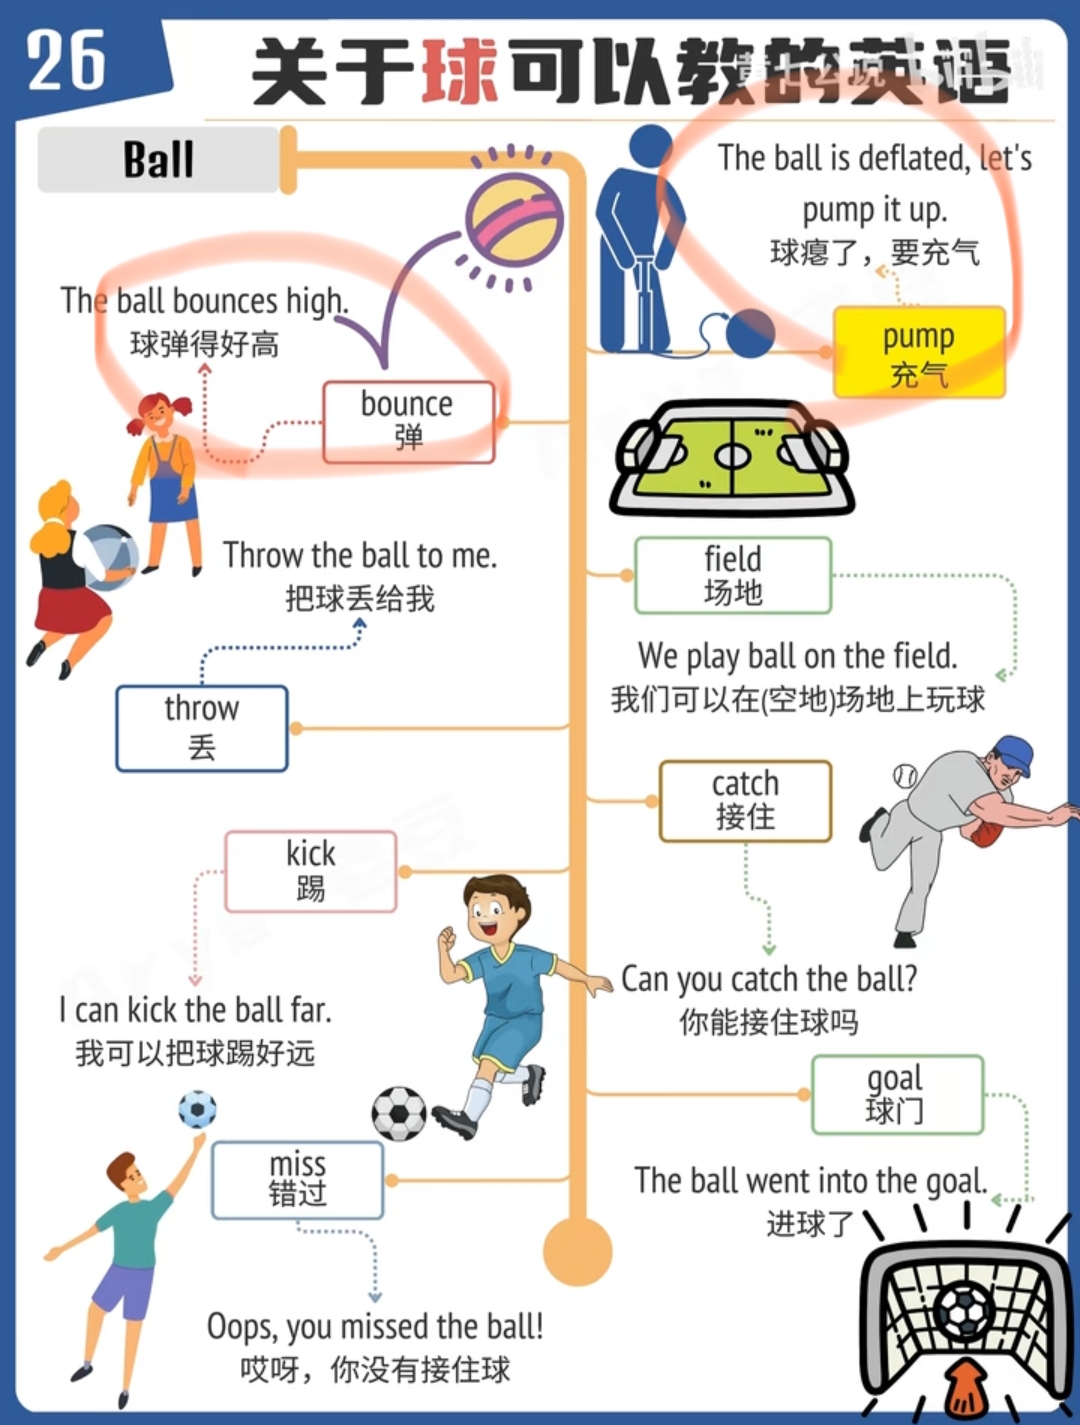 26
关于球可以教的英语
黄七公说 bilibili
Ball
The ball is deflated, let's
pump it up.
球瘪了，要充气
pump
充气
The ball bounces high.
球弹得好高
bounce
弹
Throw the ball to me.
把球丢给我
throw
丢
field
场地
We play ball on the field.
我们可以在(空地)场地上玩球
catch
接住
Can you catch the ball?
你能接住球吗
kick
踢
I can kick the ball far.
我可以把球踢好远
goal
球门
The ball went into the goal.
进球了
miss
错过
Oops, you missed the ball!
哎呀，你没有接住球